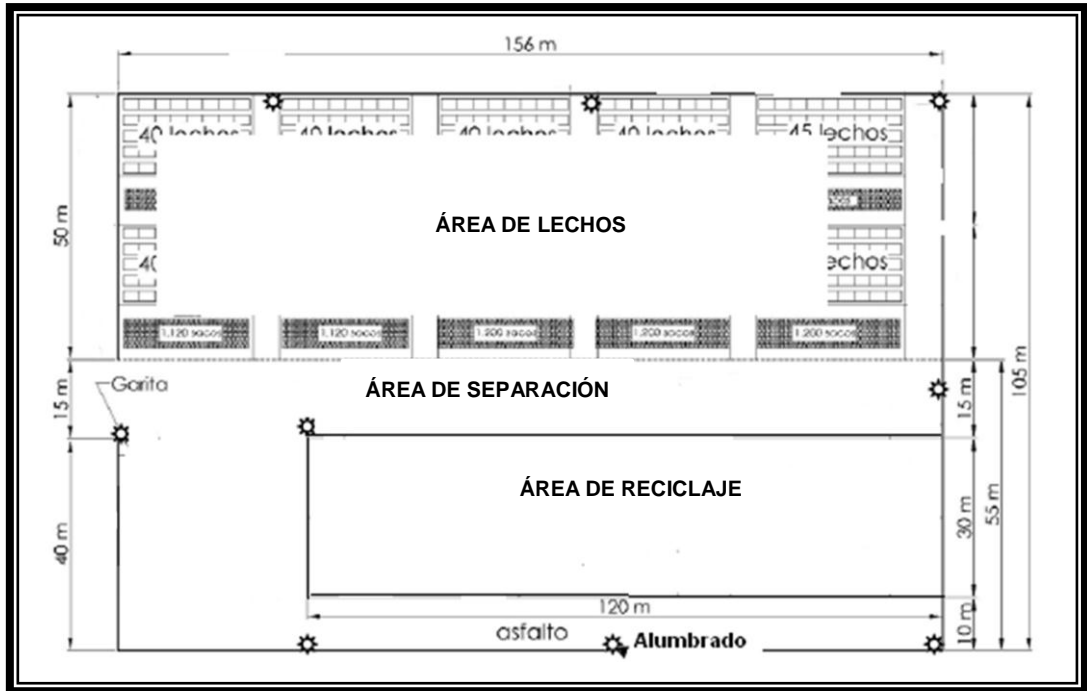 156 m
40 lechos 40 lechos 40 lechos 40 lechos 45 lechos
50 m
ÁREA DE LECHOS
40
lechos
1,120 sacos 1,120 sacos 1,200 sacos 1,200 sacos 1,200 sacos
105 m
Garita
15 m
ÁREA DE SEPARACIÓN
15 m
ÁREA DE RECICLAJE
40 m
30 m
55 m
120 m
10 m
asfalto
Alumbrado